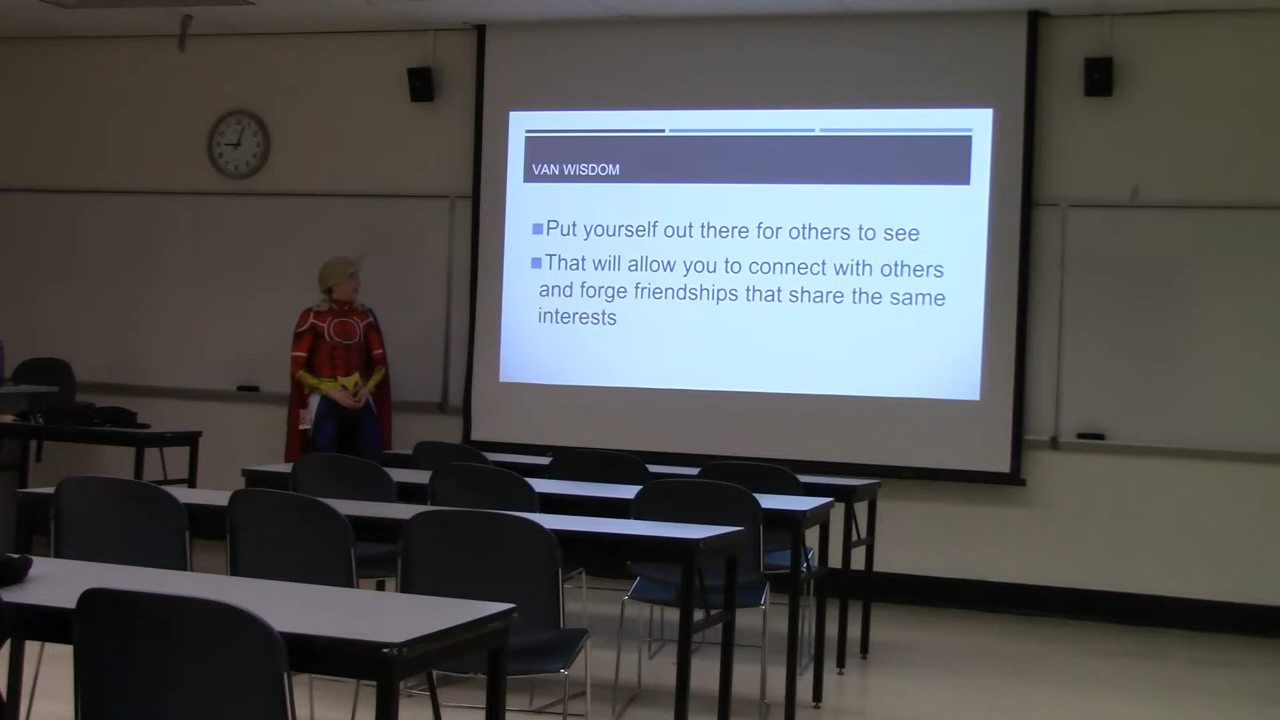 VAN WISDOM
Put yourself out there for others to see
That will allow you to connect with others
and forge friendships that share the same
interests